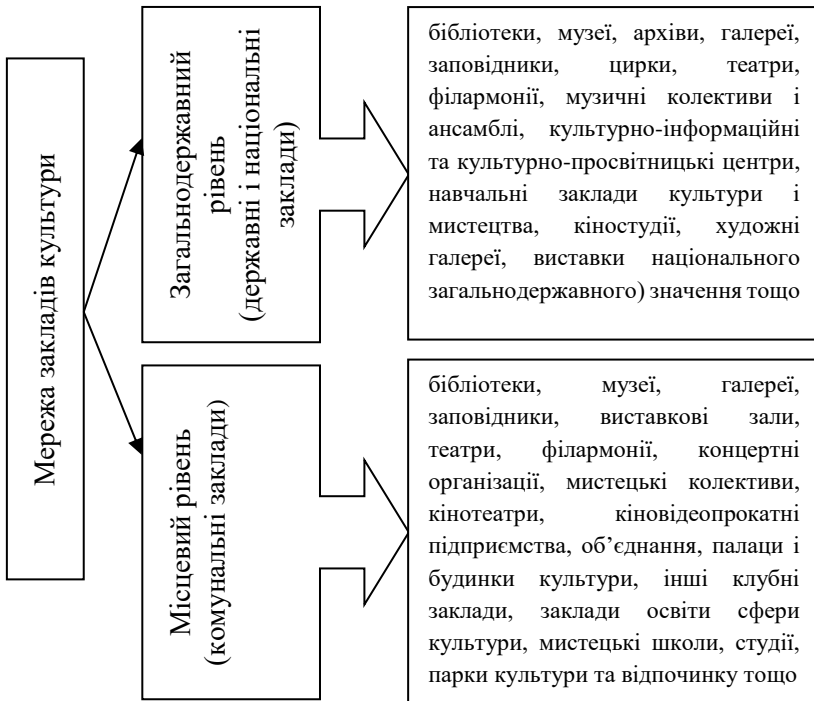 Мережа закладів культури
Загальнодержавний
рівень
(державні і національні
заклади)
бібліотеки, музеї, архіви, галереї,
заповідники, цирки, театри,
філармонії, музичні колективи і
ансамблі, культурно-інформаційні
та культурно-просвітницькі центри,
навчальні заклади культури і
мистецтва, кіностудії, художні
галереї, виставки національного
загальнодержавного) значення тощо
Місцевий рівень
(комунальні заклади)
бібліотеки, музеї, галереї,
заповідники, виставкові зали,
театри, філармонії, концертні
організації, мистецькі колективи,
кінотеатри, кіновідеопрокатні
підприємства, об’єднання, палаци і
будинки культури, інші клубні
заклади, заклади освіти сфери
культури, мистецькі школи, студії,
парки культури та відпочинку тощо